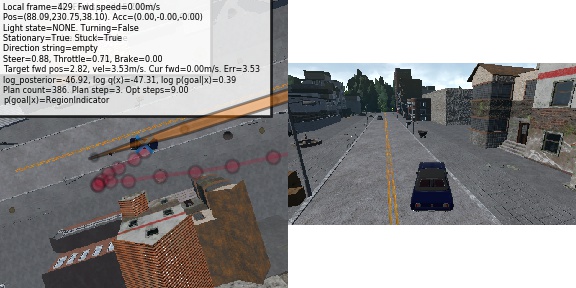 Local frame=429. Fwd speed=0.00m/s
Pos=(88.09,230.75,38.10). Acc=(0.00,-0.00,-0.00)
Light state=NONE. Turning=False
Stationary=True. Stuck=True
Direction string=empty
Steer=0.88, Throttle=0.71, Brake=0.00
Target fwd pos=2.82, vel=3.53m/s. Cur fwd=0.00m/s. Err=3.53
log_posterior=-46.92, log q(x)=-47.31, log p(goal|x)=0.39
Plan count=386. Plan step=3. Opt steps=9.00
p(goal|x)=RegionIndicator